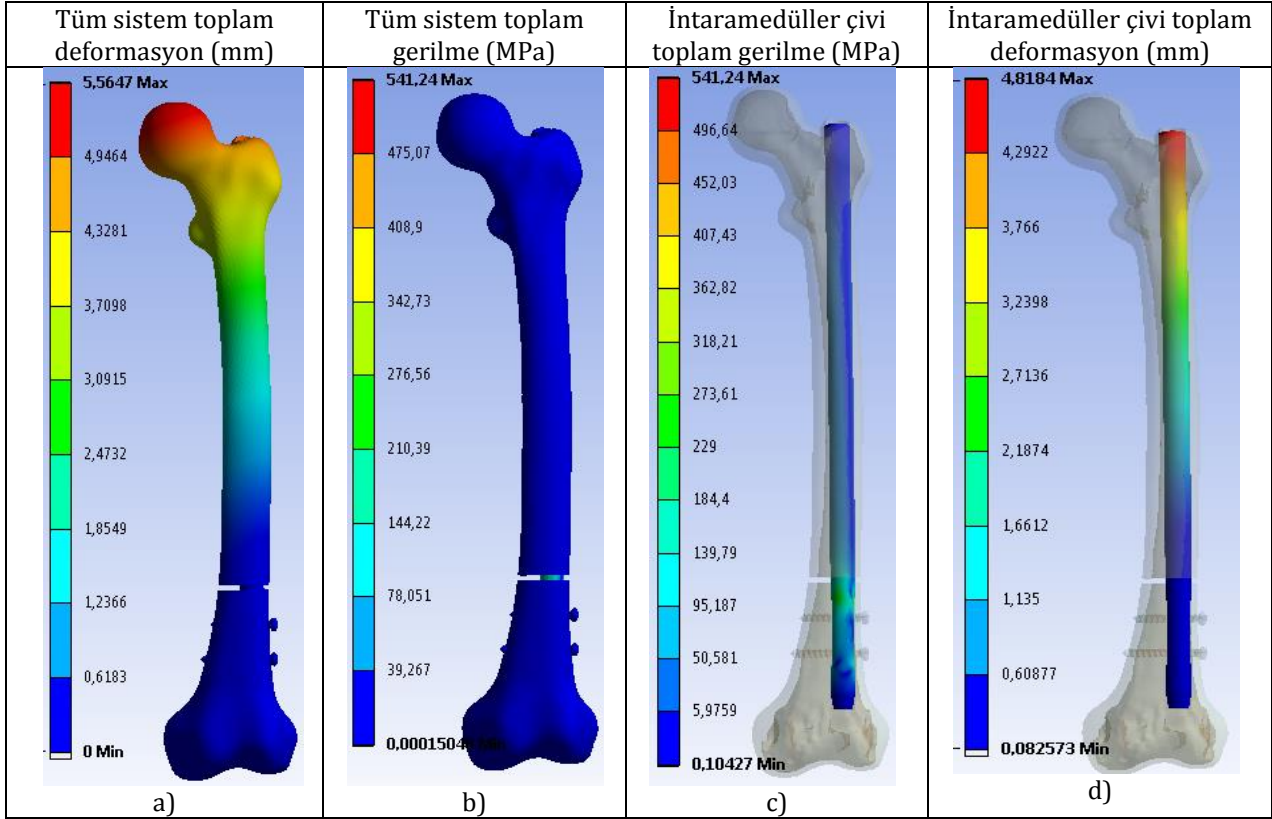 Tüm sistem toplam
deformasyon (mm)
Tüm sistem toplam
gerilme (MPa)
İntaramedüller çivi
toplam gerilme (MPa)
İntaramedüller çivi toplam
deformasyon (mm)
5,5647 Max
4,9464
4,3281
3,7098
3,0915
2,4732
1,8549
1,2366
0,6183
0 Min
a)
541,24 Max
475,07
408,9
342,73
276,56
210,39
144,22
78,051
39,267
Min
b)
541,24 Max
496,64
452,03
407,43
362,82
318,21
273,61
229
184,4
139,79
95,187
50,581
5,9759
0,10427 Min
c)
4,8184 Max
4,2922
3,766
3,2398
2,7136
2,1874
1,6612
1,135
0,60877
0,082573 Min
d)